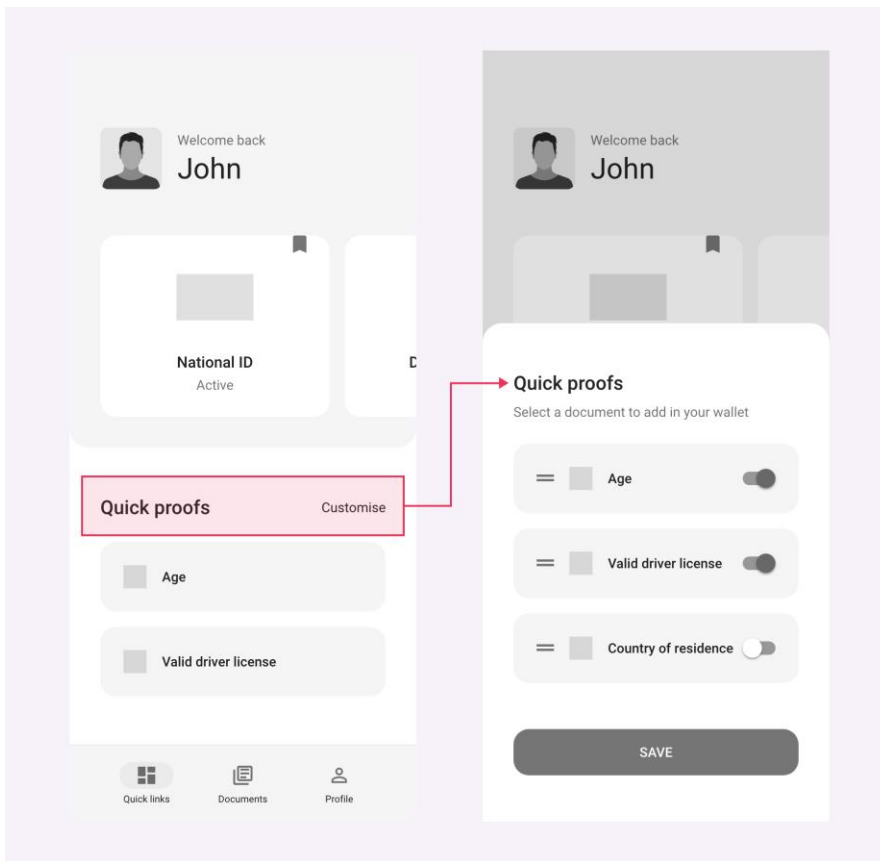 Welcome back
John
National ID
Active
D
Quick proofs
Customise
Age
Valid driver license
Quick links
Documents
Profile
Welcome back
John
Quick proofs
Select a document to add in your wallet
Age
Valid driver license
Country of residence
SAVE